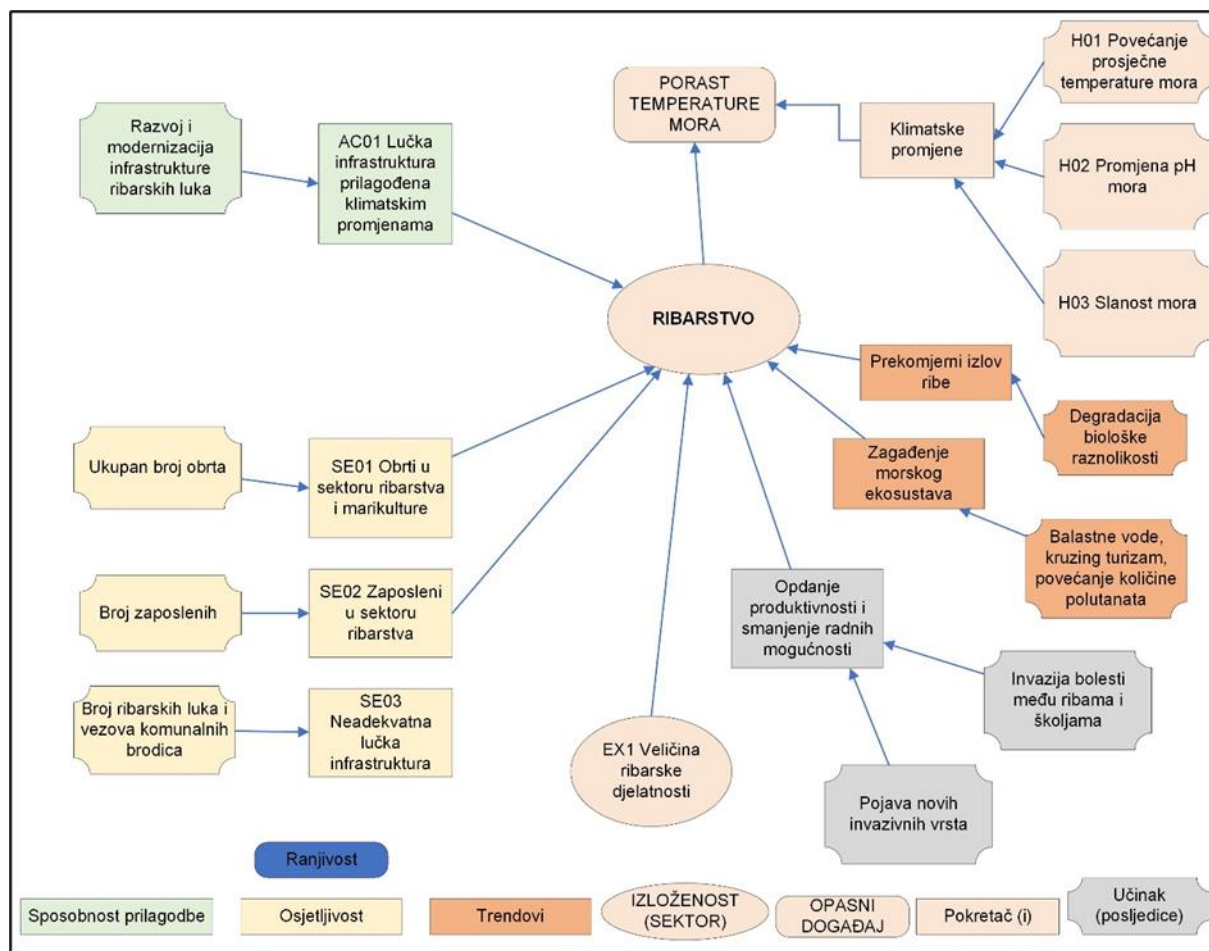 H01 Povećanje
prosječne
temperature mora
PORAST
TEMPERATURE
MORA
Klimatske
promjene
Razvoj i
modernizacija
infrastrukture
ribarskih luka
AC01 Lučka
infrastruktura
prilagođena
klimatskim
promjenama
H02 Promjena pH
mora
H03 Slanost mora
RIBARSTVO
Prekomjerni izlov
ribe
Degradacija
biološke
raznolikosti
Ukupan broj obrta
SE01 Obrti u
sektoru ribarstva
i marikulture
Zagađenje
morskog
ekosustava
Balastne vode,
kruzing turizam,
povećanje količine
polutanata
Broj zaposlenih
SE02 Zaposleni u
sektoru
ribarstva
Opdanje
produktivnosti i
smanjenje radnih
mogućnosti
Invazija bolesti
među ribama i
školjama
Broj ribarskih luka i
vezova komunalnih
brodica
SE03
Neadekvatna
lučka
infrastruktura
EX1 Veličina
ribarske
djelatnosti
Pojava novih
invazivnih vrsta
Ranjivost
Sposobnost prilagodbe
Osjetljivost
Trendovi
IZLOŽENOST
(SEKTOR)
OPASNI
DOGAĐAJ
Pokretač (i)
Učinak
(posljedice)